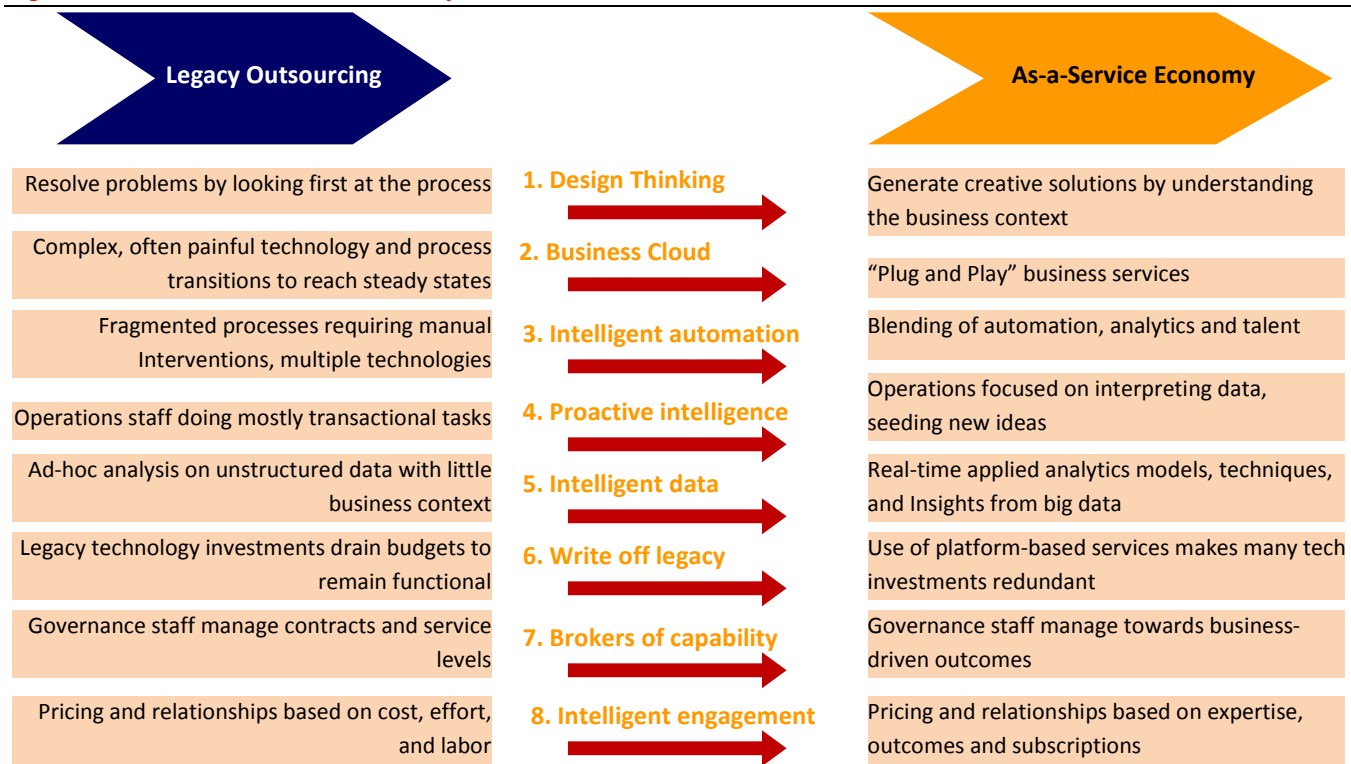 Legacy Outsourcing
As-a-Service Economy
Resolve problems by looking first at the process
1. Design Thinking
Generate creative solutions by understanding
the business context
Complex, often painful technology and process
transitions to reach steady states
2. Business Cloud
“Plug and Play” business services
Fragmented processes requiring manual
Interventions, multiple technologies
3. Intelligent automation
Blending of automation, analytics and talent
Operations staff doing mostly transactional tasks
4. Proactive intelligence
Operations focused on interpreting data,
seeding new ideas
Ad-hoc analysis on unstructured data with little
business context
5. Intelligent data
Real-time applied analytics models, techniques,
and Insights from big data
Legacy technology investments drain budgets to
remain functional
6. Write off legacy
Use of platform-based services makes many tech
investments redundant
Governance staff manage contracts and service
levels
7. Brokers of capability
Governance staff manage towards business-
driven outcomes
Pricing and relationships based on cost, effort,
and labor
8. Intelligent engagement
Pricing and relationships based on expertise,
outcomes and subscriptions